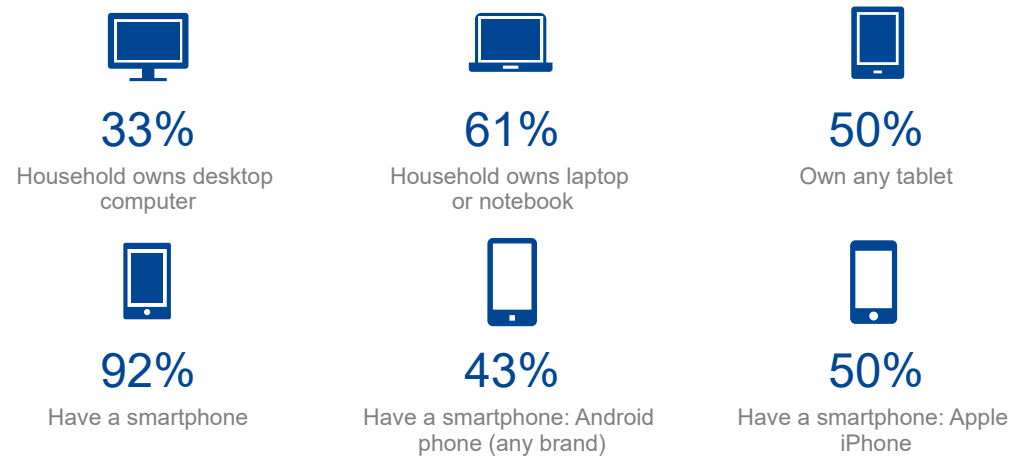 33%
Household owns desktop
computer
61%
Household owns laptop
or notebook
50%
Own any tablet
92%
Have a smartphone
43%
Have a smartphone: Android
phone (any brand)
50%
Have a smartphone: Apple
iPhone